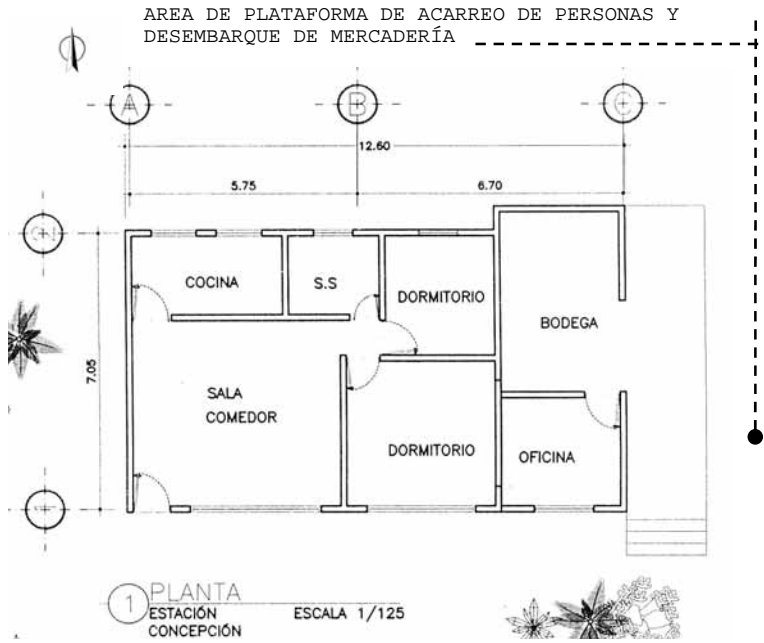 AREA DE PLATAFORMA DE ACARREO DE PERSONAS Y
DESEMBARQUE DE MERCADERÍA
A
B
C
12.60
5.75
6.70
2
COCINA
S.S
DORMITORIO
BODEGA
7.05
SALA
COMEDOR
DORMITORIO
OFICINA
1
PLANTA
ESTACIÓN
CONCEPCIÓN
ESCALA 1/125